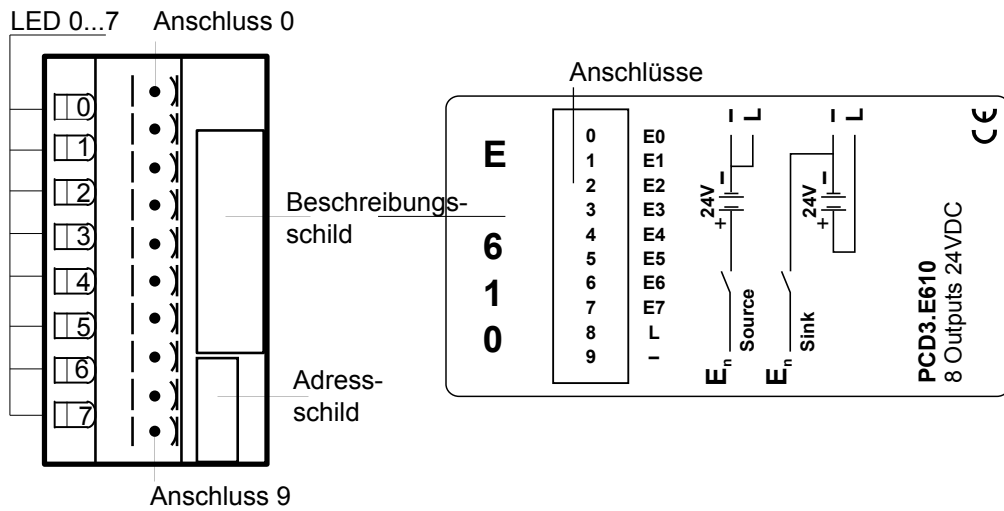 LED 0...7
Anschluss 0
0
1
2
3
4
5
6
7
Beschreibungs-
schild
Adress-
schild
Anschluss 9
Anschlüsse
E
6
1
0
0 E0
1 E1
2 E2
3 E3
4 E4
5 E5
6 E6
7 E7
8 L
9 –
– L
24V
+ –
Source
En
– L
24V
+ –
Sink
En
PCD3.E610
8 Outputs 24VDC
CE